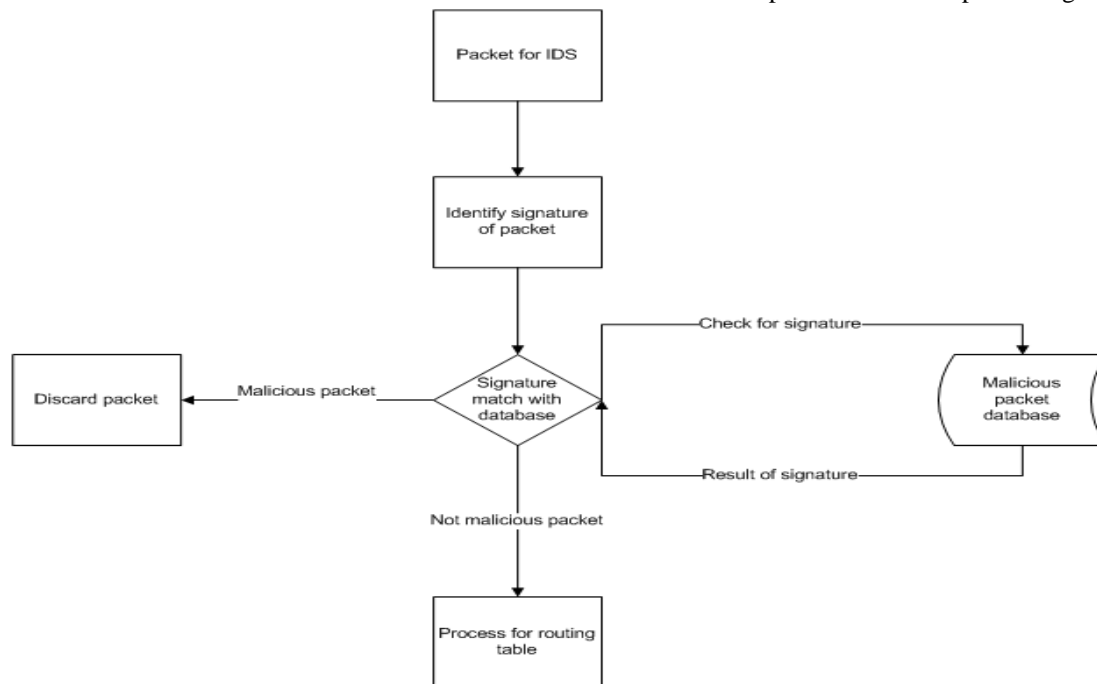 Packet for IDS
Identify signature
of packet
Check for signature
Discard packet
Malicious packet
Signature
match with
database
Malicious
packet
database
Result of signature
Not malicious packet
Process for routing
table